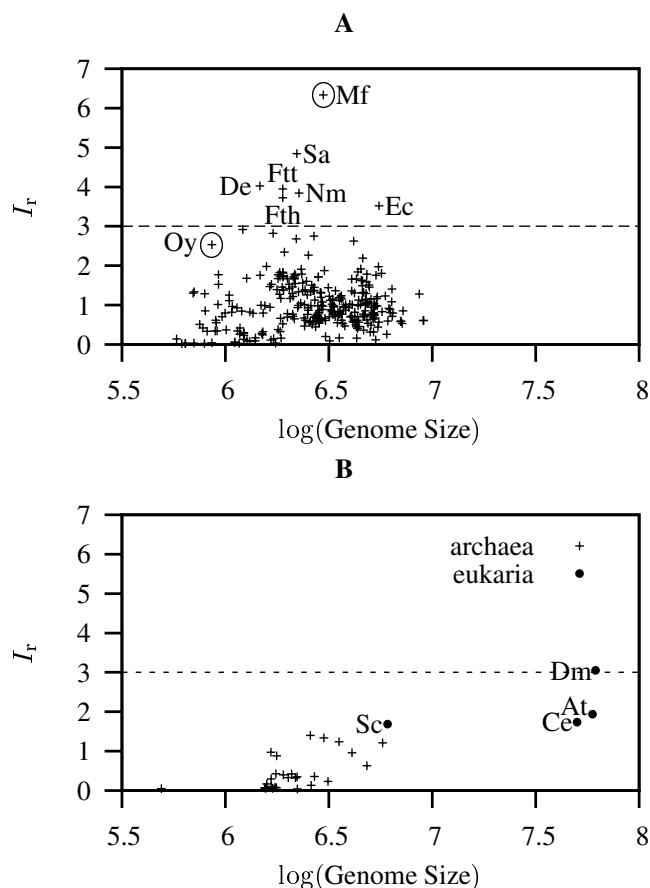 A
7
Mf
6
5
Sa
Ftt
De
Nm
4
Ec
I_r
3
Fth
Oy
2
1
0
5.5 6 6.5 7 7.5 8
log(Genome Size)
B
7
archaea
6
eukaria
5
4
I_r
3
Dm
2
At
Sc
Ce
1
0
5.5 6 6.5 7 7.5 8
log(Genome Size)